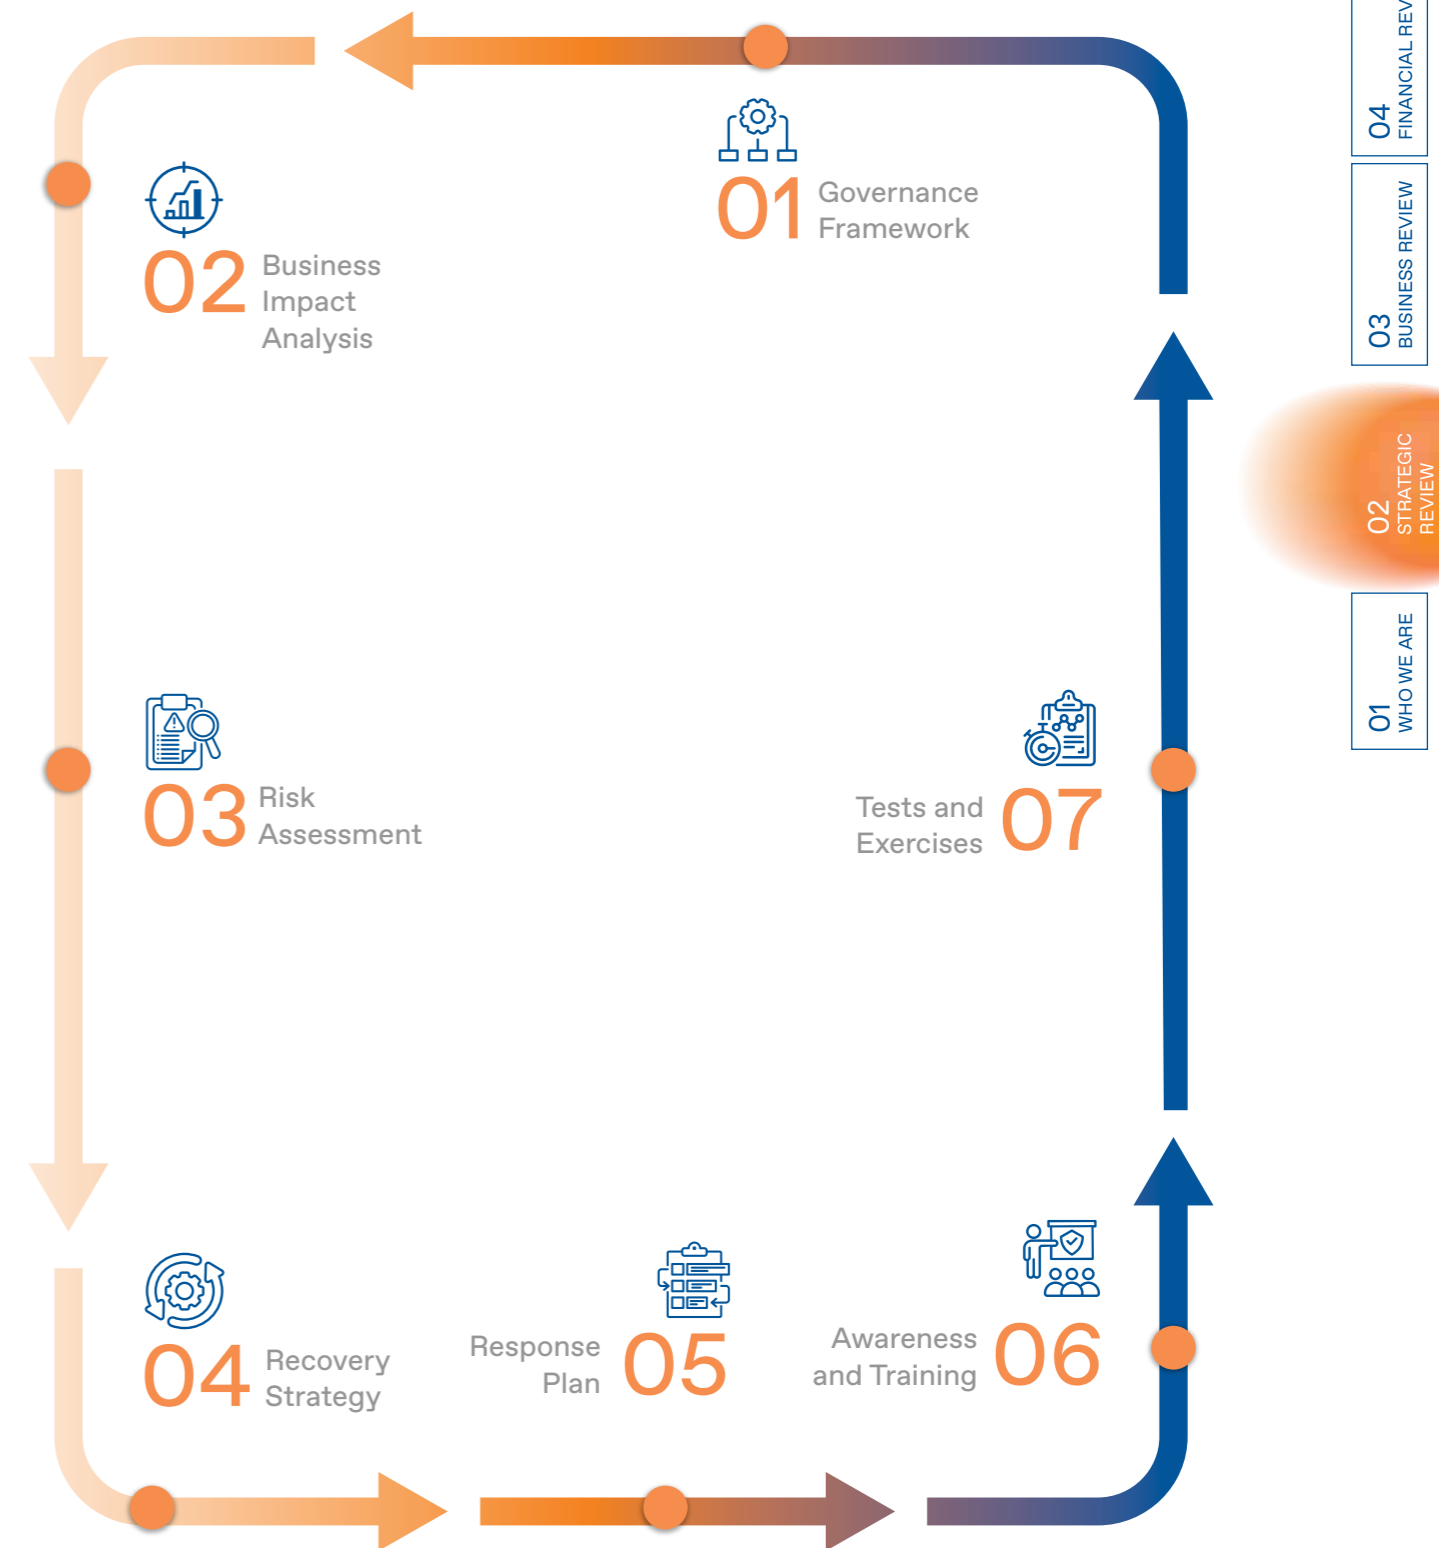 01
Governance
Framework
02
Business
Impact
Analysis
03
Risk
Assessment
04
Recovery
Strategy
Response
Plan
05
Awareness
and Training
06
Tests and
Exercises
07
04
FINANCIAL REV
03
BUSINESS REVIEW
02
STRATEGIC
REVIEW
01
WHO WE ARE